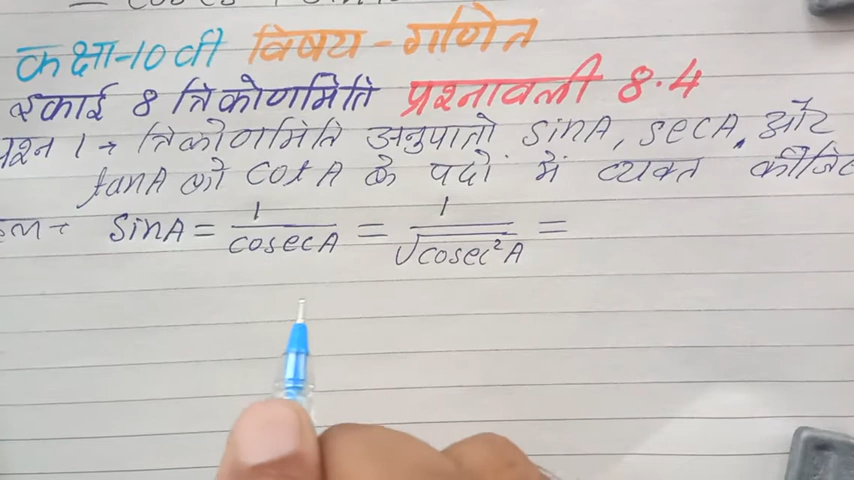 कक्षा-10वी विषय - गणित
इकाई 8 त्रिकोणमिति प्रश्नावली 8.4
प्रश्न 1 → त्रिकोणमिति अनुपातो sinA, secA, और
tanA को cotA के पदों में व्यक्त कीजिए
हल→ sinA = 1/cosecA = 1/√cosec²A =